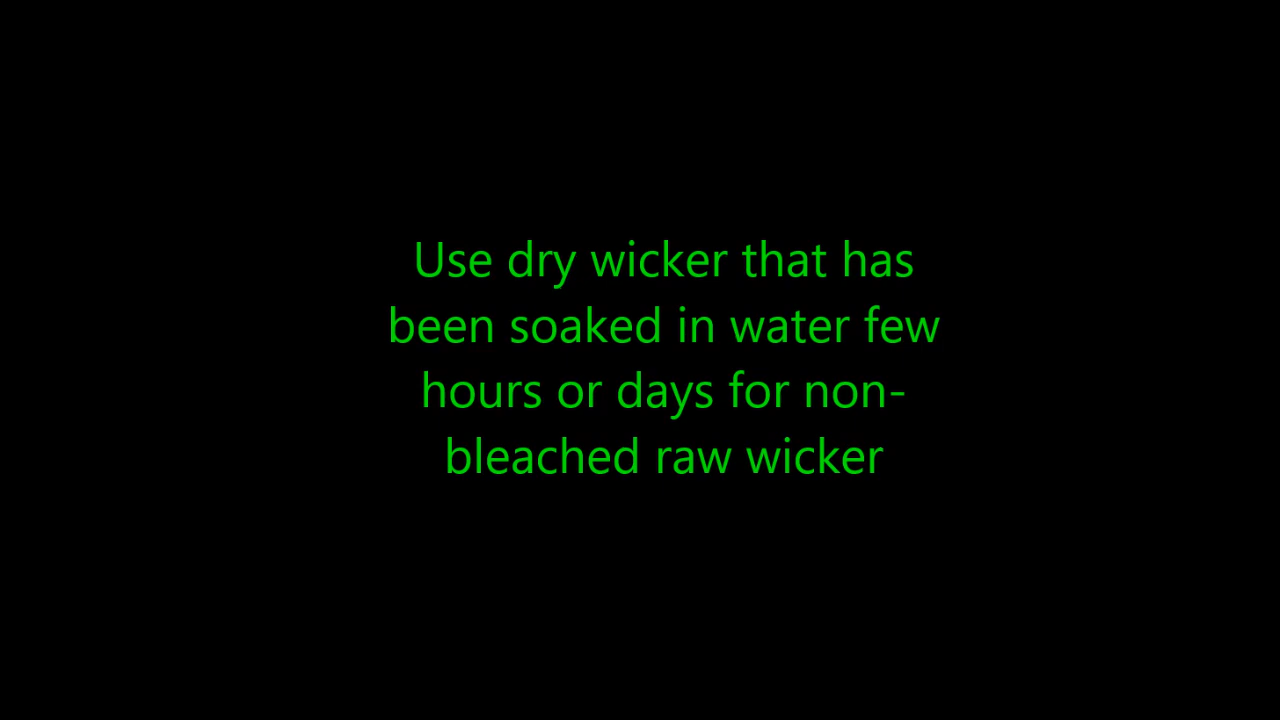 Use dry wicker that has
been soaked in water few
hours or days for non-
bleached raw wicker